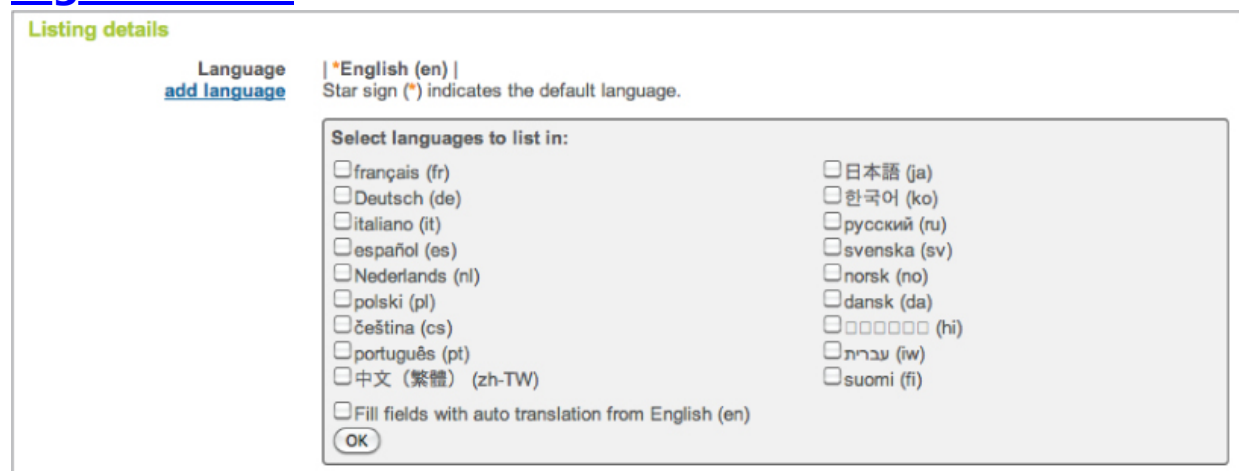 Listing details
Language | *English (en) |
add language Star sign (*) indicates the default language.
Select languages to list in:
français (fr)
Deutsch (de)
italiano (it)
español (es)
Nederlands (nl)
polski (pl)
čeština (cs)
português (pt)
中文（繁體） (zh-TW)
日本語 (ja)
한국어 (ko)
русский (ru)
svenska (sv)
norsk (no)
dansk (da)
□□□□□□ (hi)
עברית (iw)
suomi (fi)
Fill fields with auto translation from English (en)
OK